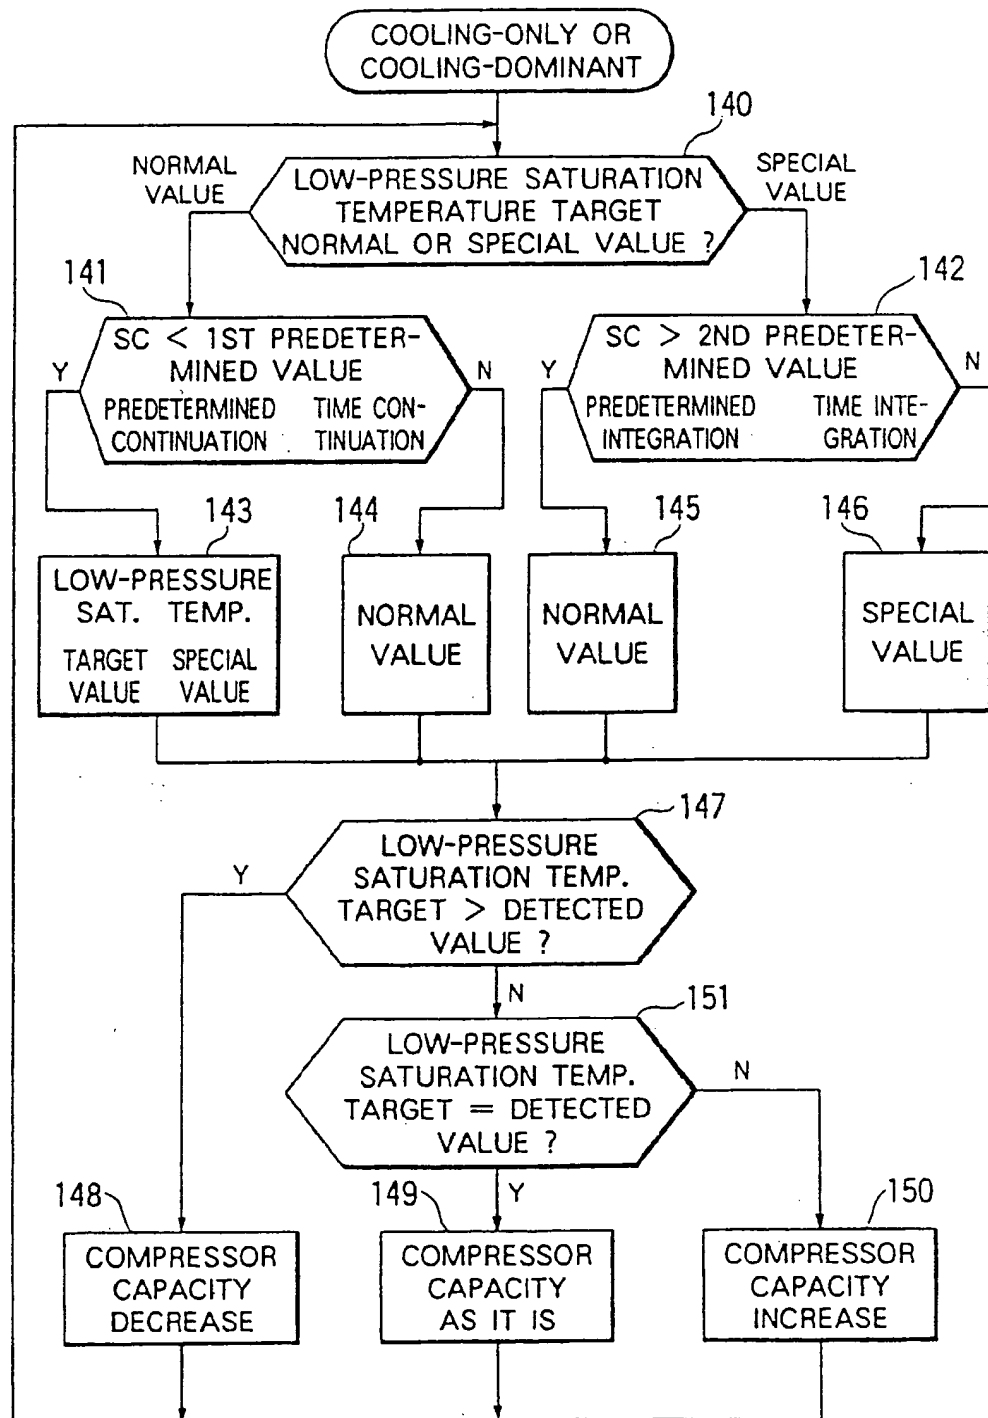 COOLING-ONLY OR
COOLING-DOMINANT
140
NORMAL
VALUE
LOW-PRESSURE SATURATION
TEMPERATURE TARGET
NORMAL OR SPECIAL VALUE ?
SPECIAL
VALUE
141
SC < 1ST PREDETER-
MINED VALUE
PREDETERMINED TIME CON-
CONTINUATION TINUATION
Y
N
142
SC > 2ND PREDETER-
MINED VALUE
PREDETERMINED TIME INTE-
INTEGRATION GRATION
Y
N
143
LOW-PRESSURE
SAT. TEMP.
TARGET SPECIAL
VALUE VALUE
144
NORMAL
VALUE
145
NORMAL
VALUE
146
SPECIAL
VALUE
147
LOW-PRESSURE
SATURATION TEMP.
TARGET > DETECTED
VALUE ?
Y
N
151
LOW-PRESSURE
SATURATION TEMP.
TARGET = DETECTED
VALUE ?
N
Y
148
COMPRESSOR
CAPACITY
DECREASE
149
COMPRESSOR
CAPACITY
AS IT IS
150
COMPRESSOR
CAPACITY
INCREASE